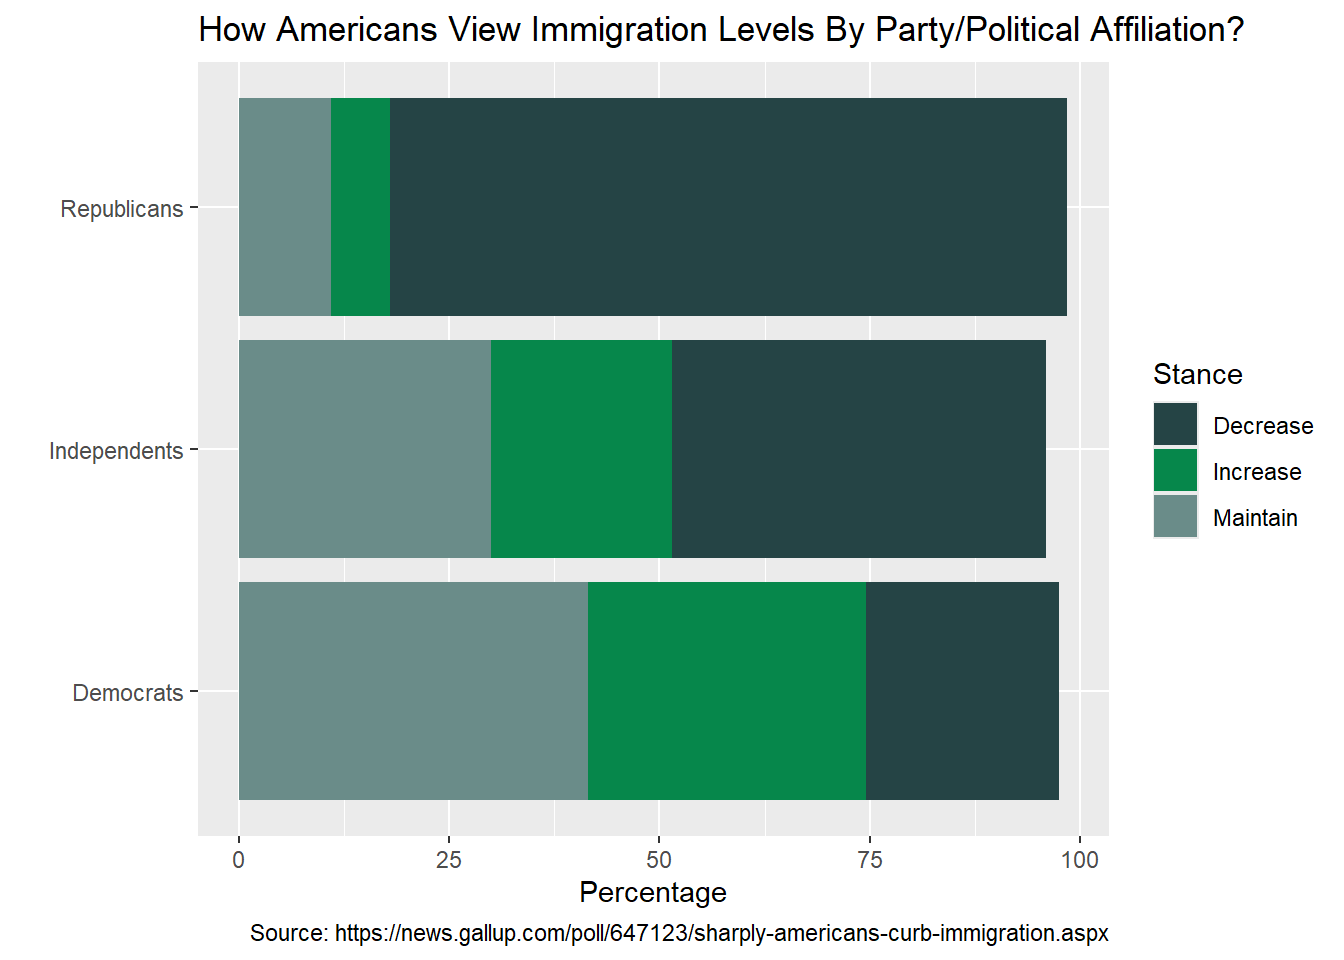 How Americans View Immigration Levels By Party/Political Affiliation?
Republicans
Independents
Democrats
0 25 50 75 100
Percentage
Stance
Decrease
Increase
Maintain
Source: https://news.gallup.com/poll/647123/sharply-americans-curb-immigration.aspx